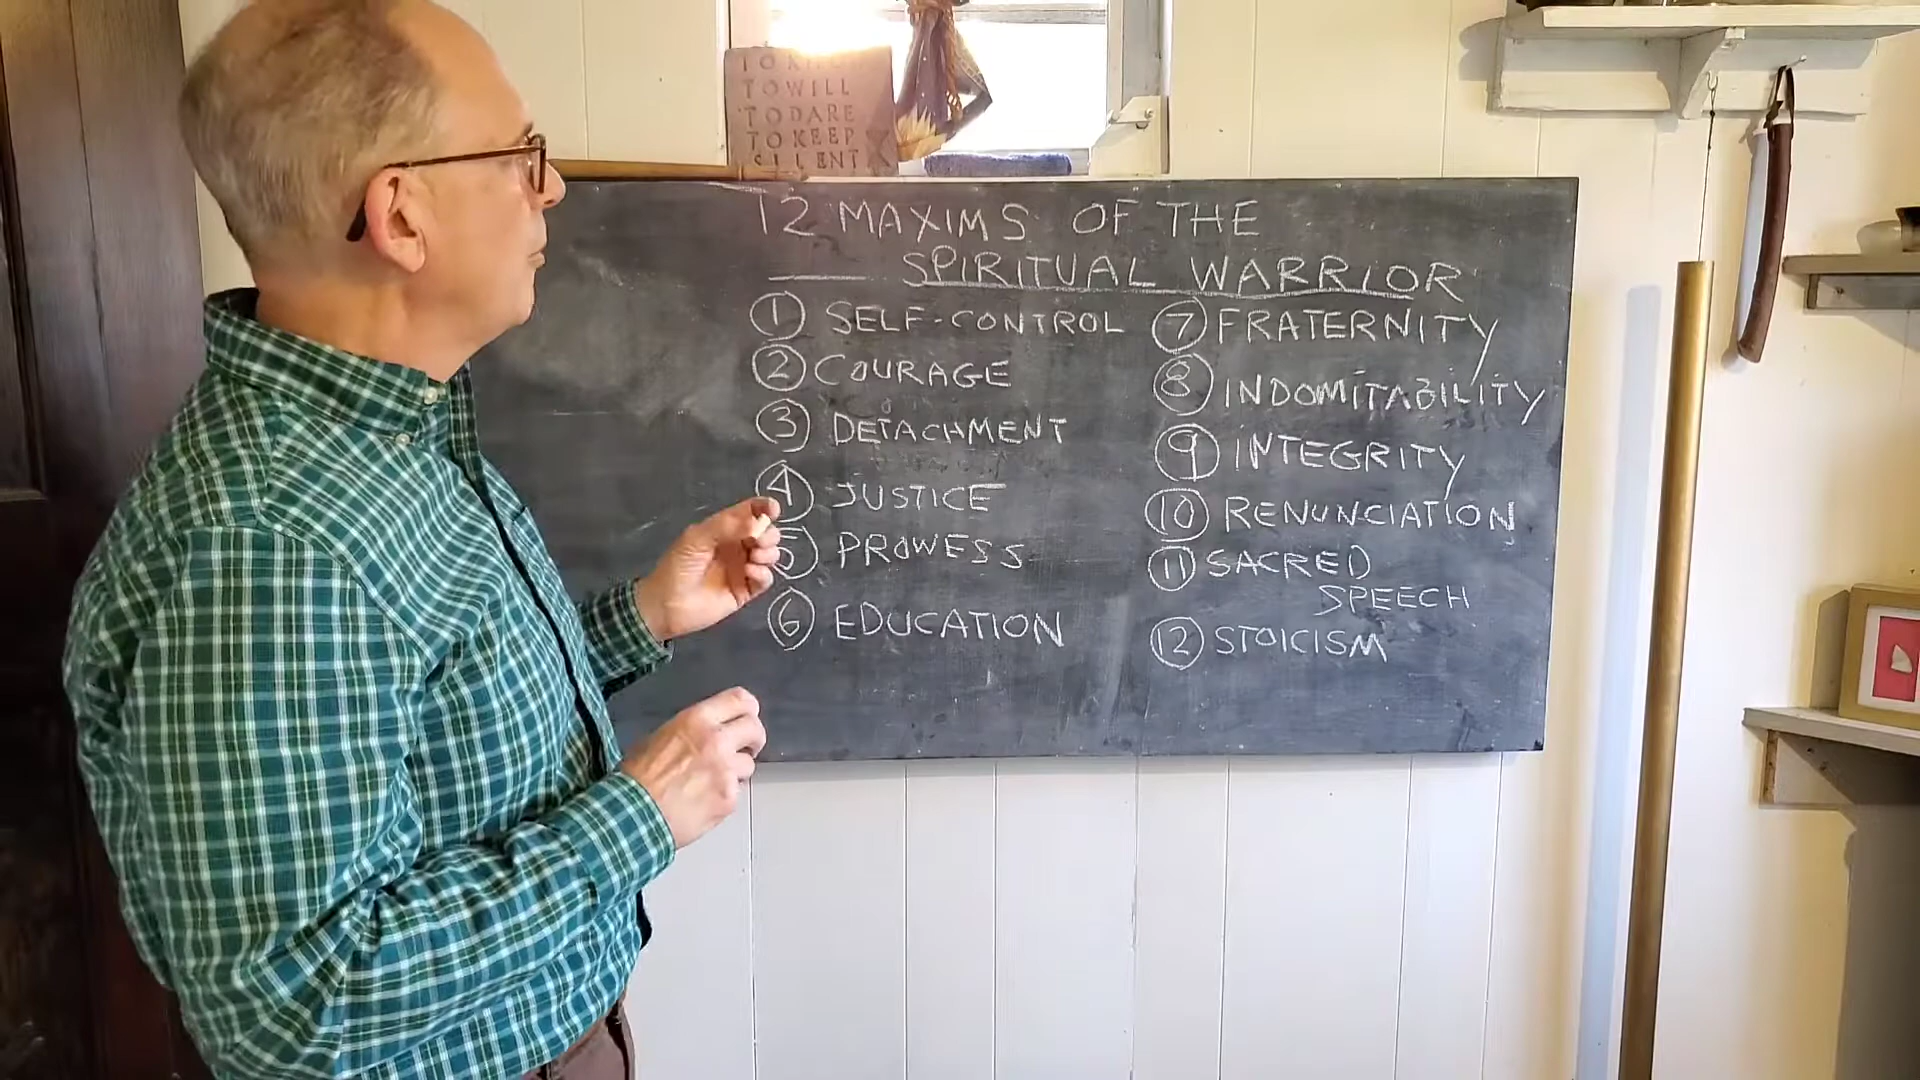 TO
TO WILL
TO DARE
TO KEEP
SILENT
12 MAXIMS OF THE
SPIRITUAL WARRIOR
1 SELF-CONTROL
2 COURAGE
3 DETACHMENT
4 JUSTICE
5 PROWESS
6 EDUCATION
7 FRATERNITY
8 INDOMITABILITY
9 INTEGRITY
10 RENUNCIATION
11 SACRED
SPEECH
12 STOICISM